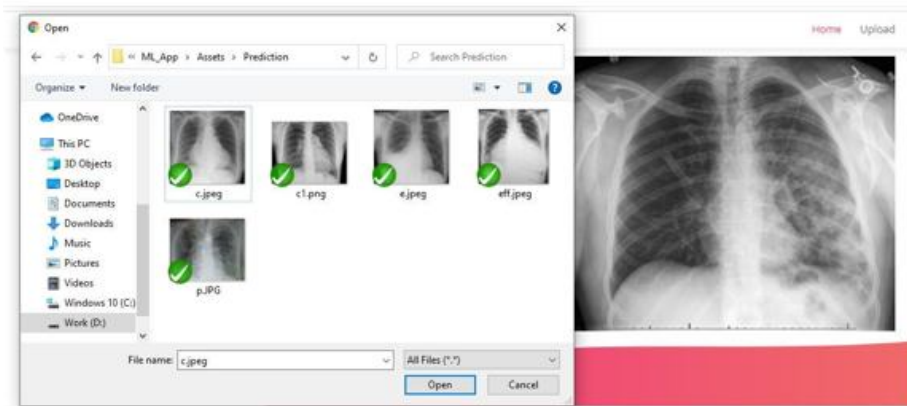 Open
Home Upload
« ML_App › Assets › Prediction
Search Prediction
Organize New folder
OneDrive
This PC
3D Objects
Desktop
Documents
Downloads
Music
Pictures
Videos
Windows 10 (C:)
Work (D:)
c.jpeg
c1.png
e.jpeg
eff.jpeg
p.JPG
File name: c.jpeg
All Files (*.*)
Open Cancel